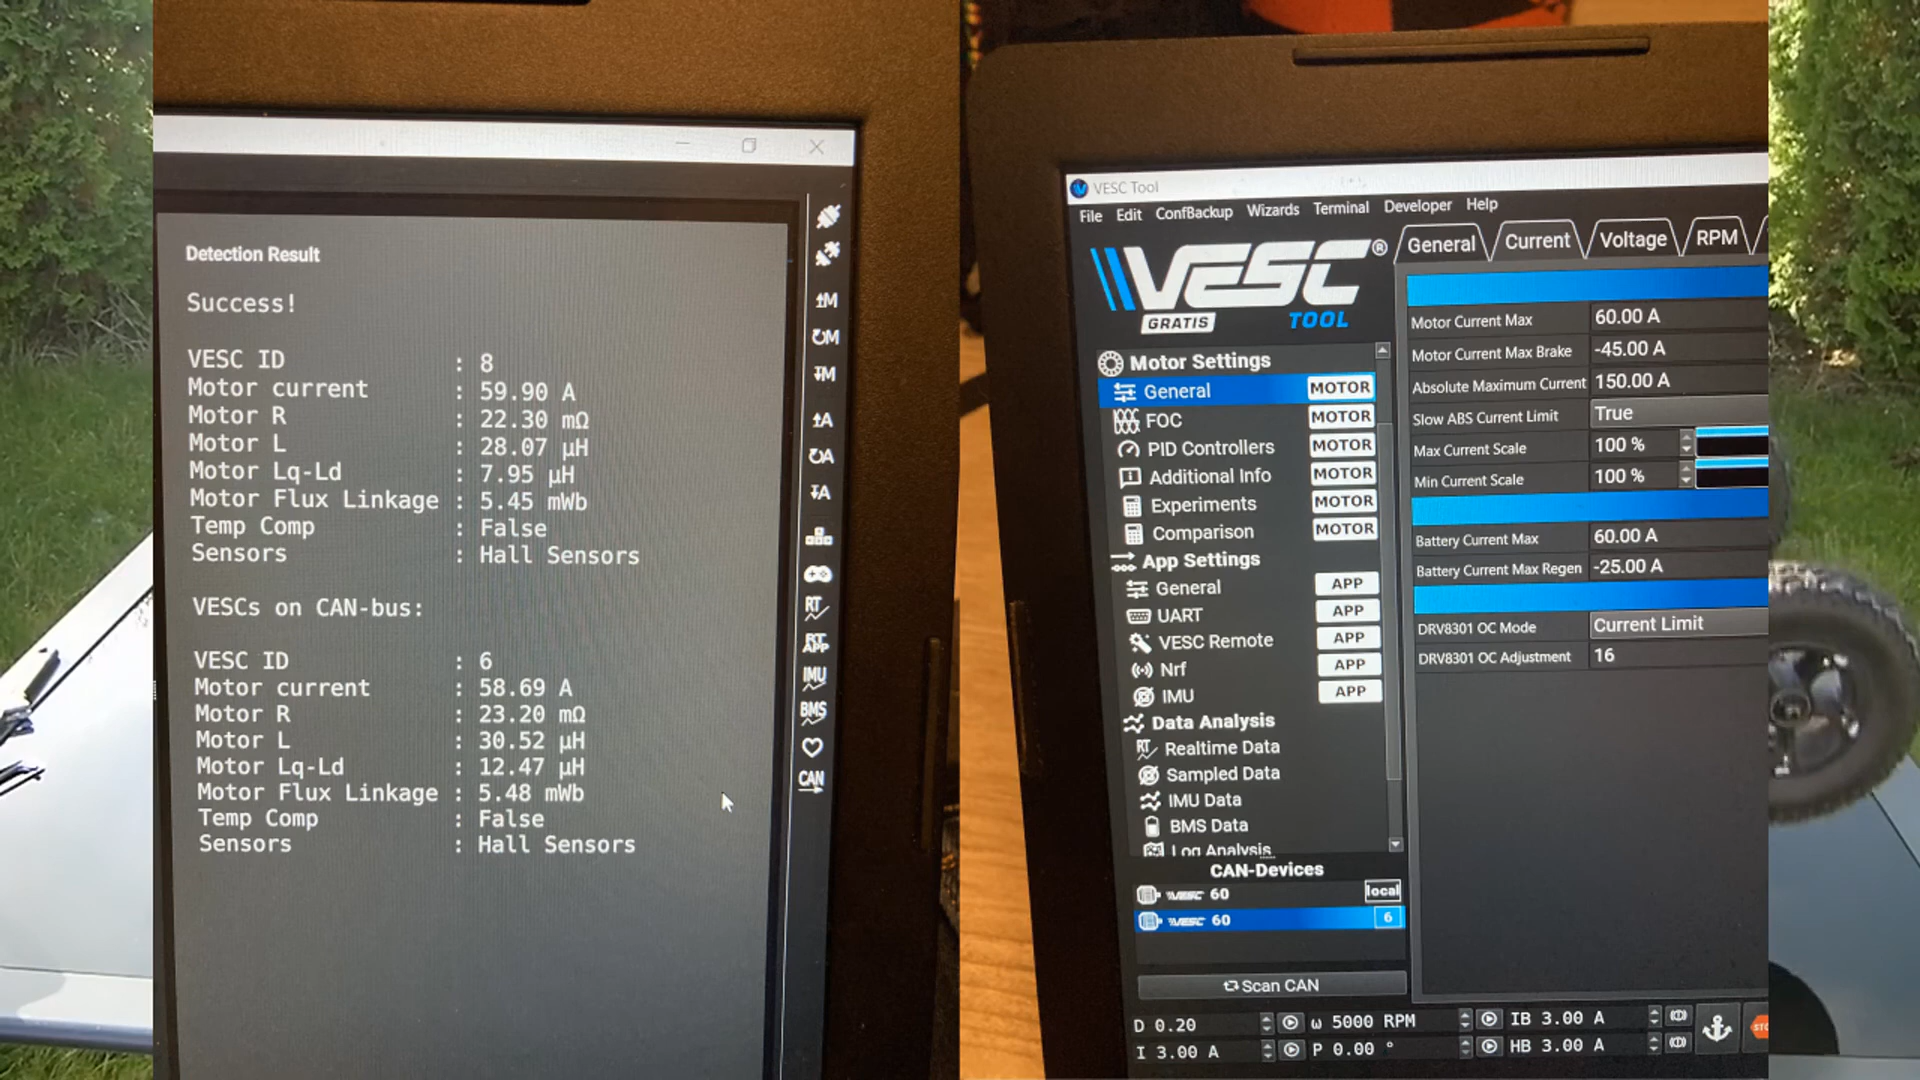 Detection Result
Success!
VESC ID : 8
Motor current : 59.90 A
Motor R : 22.30 mΩ
Motor L : 28.07 µH
Motor Lq-Ld : 7.95 µH
Motor Flux Linkage : 5.45 mWb
Temp Comp : False
Sensors : Hall Sensors
VESCs on CAN-bus:
VESC ID : 6
Motor current : 58.69 A
Motor R : 23.20 mΩ
Motor L : 30.52 µH
Motor Lq-Ld : 12.47 µH
Motor Flux Linkage : 5.48 mWb
Temp Comp : False
Sensors : Hall Sensors
M
M
M
A
A
A
RT
RT
APP
IMU
BMS
CAN
VESC Tool
File Edit ConfBackup Wizards Terminal Developer Help
VESC®
GRATIS TOOL
Motor Settings
General MOTOR
FOC MOTOR
PID Controllers MOTOR
Additional Info MOTOR
Experiments MOTOR
Comparison MOTOR
App Settings
General APP
UART APP
VESC Remote APP
Nrf APP
IMU APP
Data Analysis
RT Realtime Data
Sampled Data
IMU Data
BMS Data
Log Analysis
CAN-Devices
VESC 60 local
VESC 60 6
Scan CAN
General Current Voltage RPM
Motor Current Max 60.00 A
Motor Current Max Brake -45.00 A
Absolute Maximum Current 150.00 A
Slow ABS Current Limit True
Max Current Scale 100 %
Min Current Scale 100 %
Battery Current Max 60.00 A
Battery Current Max Regen -25.00 A
DRV8301 OC Mode Current Limit
DRV8301 OC Adjustment 16
D 0.20 ω 5000 RPM IB 3.00 A
I 3.00 A P 0.00 ° HB 3.00 A